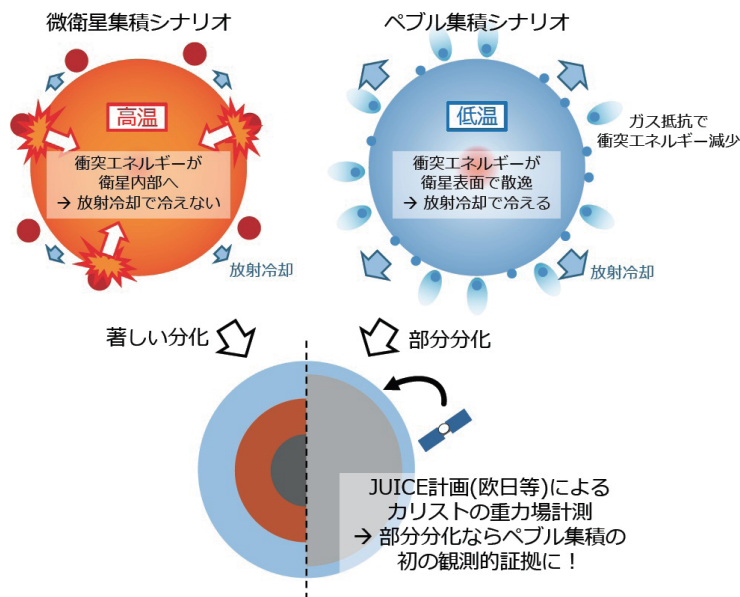 微衛星集積シナリオ
高温
衝突エネルギーが
衛星内部へ
→ 放射冷却で冷えない
放射冷却
ペブル集積シナリオ
低温
衝突エネルギーが
衛星表面で散逸
→ 放射冷却で冷える
ガス抵抗で
衝突エネルギー減少
放射冷却
著しい分化
部分分化
JUICE計画(欧日等)による
カリストの重力場計測
→ 部分分化ならペブル集積の
初の観測的証拠に！